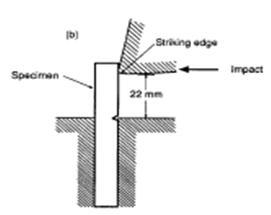 (b)
Striking edge
Specimen
Impact
22 mm